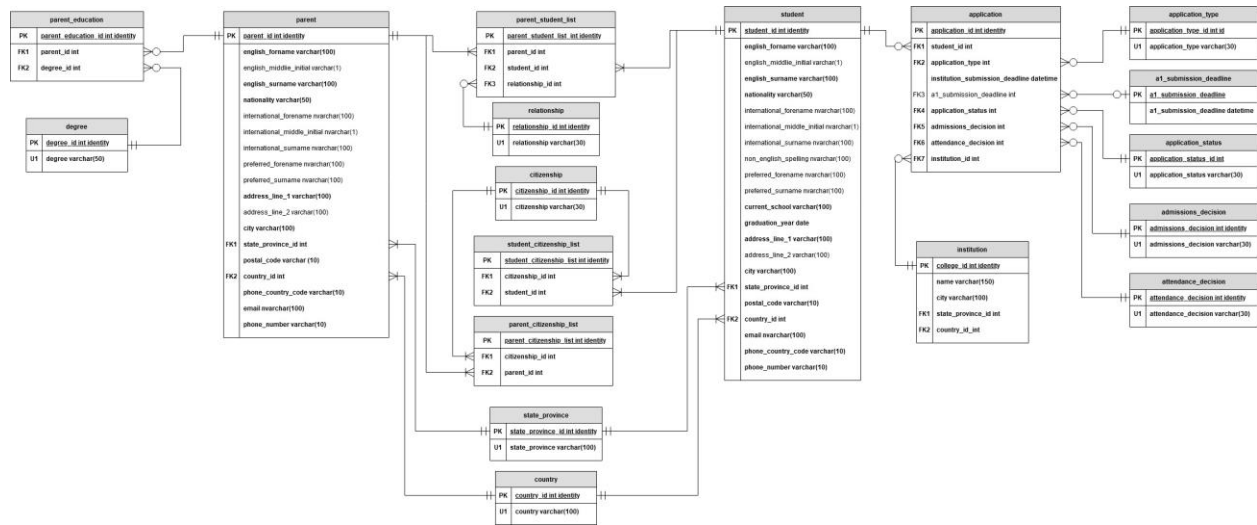 parent_education
PK parent_education_id int identity
FK1 parent_id int
FK2 degree_id int
degree
PK degree_id int identity
U1 degree varchar(50)
parent
PK parent_id int identity
english_forname varchar(100)
english_middle_initial varchar(1)
english_surname varchar(100)
nationality varchar(50)
international_forename nvarchar(100)
international_middle_initial nvarchar(1)
international_surname nvarchar(100)
preferred_forename nvarchar(100)
preferred_surname nvarchar(100)
address_line_1 varchar(100)
address_line_2 varchar(100)
city varchar(100)
FK1 state_province_id int
postal_code varchar (10)
FK2 country_id int
phone_country_code varchar(10)
email nvarchar(100)
phone_number varchar(10)
parent_student_list
PK parent_student_list_int identity
FK1 parent_id int
FK2 student_id int
FK3 relationship_id int
relationship
PK relationship_id int identity
U1 relationship varchar(30)
citizenship
PK citizenship_id int identity
U1 citizenship varchar(30)
student_citizenship_list
PK student_citizenship_list int identity
FK1 citizenship_id int
FK2 student_id int
parent_citizenship_list
PK parent_citizenship_list int identity
FK1 citizenship_id int
FK2 parent_id int
state_province
PK state_province_id int identity
U1 state_province varchar(100)
country
PK country_id int identity
U1 country varchar(100)
student
PK student_id int identity
english_forname varchar(100)
english_middle_initial varchar(1)
english_surname varchar(100)
nationality varchar(50)
international_forename nvarchar(100)
international_middle_initial nvarchar(1)
international_surname nvarchar(100)
non_english_spelling nvarchar(100)
preferred_forename nvarchar(100)
preferred_surname nvarchar(100)
current_school varchar(100)
graduation_year date
address_line_1 varchar(100)
address_line_2 varchar(100)
city varchar(100)
FK1 state_province_id int
postal_code varchar(10)
FK2 country_id int
email nvarchar(100)
phone_country_code varchar(10)
phone_number varchar(10)
application
PK application_id int identity
FK1 student_id int
FK2 application_type int
institution_submission_deadline datetime
FK3 a1_submission_deadline int
FK4 application_status int
FK5 admissions_decision int
FK6 attendance_decision int
FK7 institution_id int
institution
PK college_id int identity
name varchar(150)
city varchar(100)
FK1 state_province_id int
FK2 country_id_int
application_type
PK application_type_id int id
U1 application_type varchar(30)
a1_submission_deadline
PK a1_submission_deadline
a1_submission_deadline datetime
application_status
PK application_status_id int
U1 application_status varchar(30)
admissions_decision
PK admissions_decision int identity
U1 admissions_decision varchar(30)
attendance_decision
PK attendance_decision int identity
U1 attendance_decision varchar(30)